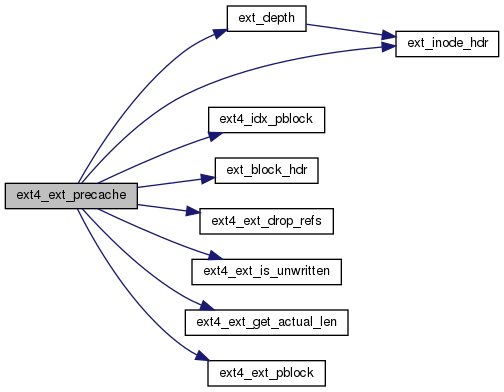 ext_depth
ext_inode_hdr
ext4_idx_pblock
ext_block_hdr
ext4_ext_precache
ext4_ext_drop_refs
ext4_ext_is_unwritten
ext4_ext_get_actual_len
ext4_ext_pblock